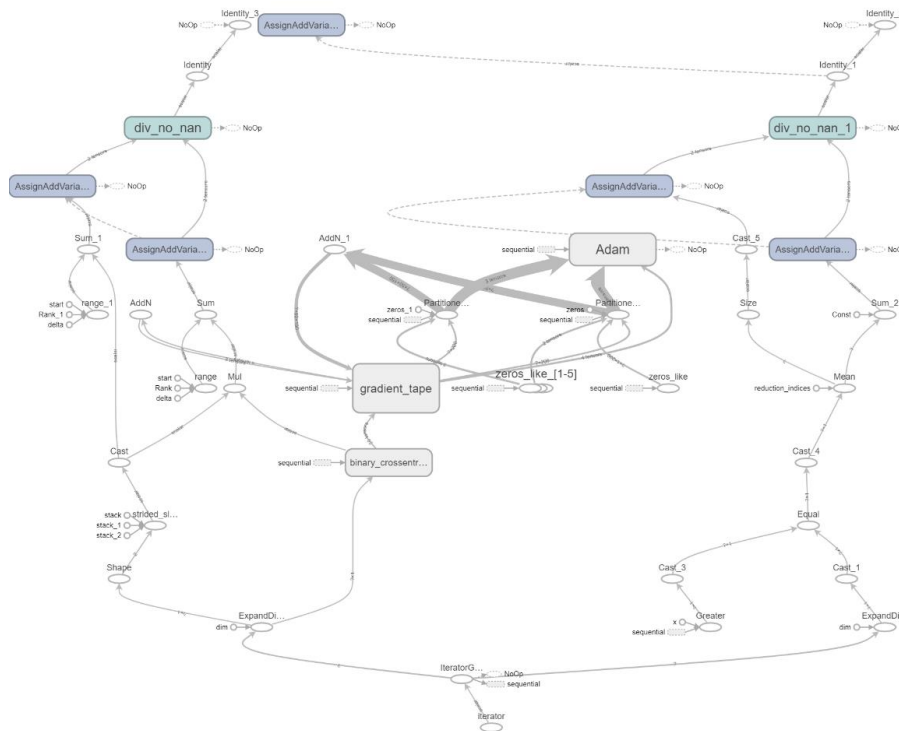 Identity_3
NoOp
AssignAddVaria...
NoOp
Identity_
NoOp
Identity
Identity_1
div_no_nan
NoOp
div_no_nan_1
NoO
AssignAddVaria...
NoOp
AssignAddVaria...
NoOp
Sum_1
AssignAddVaria...
NoOp
AddN_1
sequential
Adam
NoOp
Cast_5
AssignAddVaria...
NoO
start
Rank_1
delta
range_1
AddN
Sum
zeros_1
sequential
Partitione...
zeros
sequential
Partitione...
Size
Const
Sum_2
start
Rank
delta
range
Mul
sequential
gradient_tape
sequential
zeros_like_[1-5]
sequential
zeros_like
reduction_indices
Mean
Cast
sequential
binary_crossentr...
Cast_4
stack
stack_1
stack_2
strided_sl...
Equal
Shape
Cast_3
Cast_1
dim
ExpandDi...
x
sequential
Greater
dim
ExpandDi
IteratorG...
NoOp
sequential
iterator